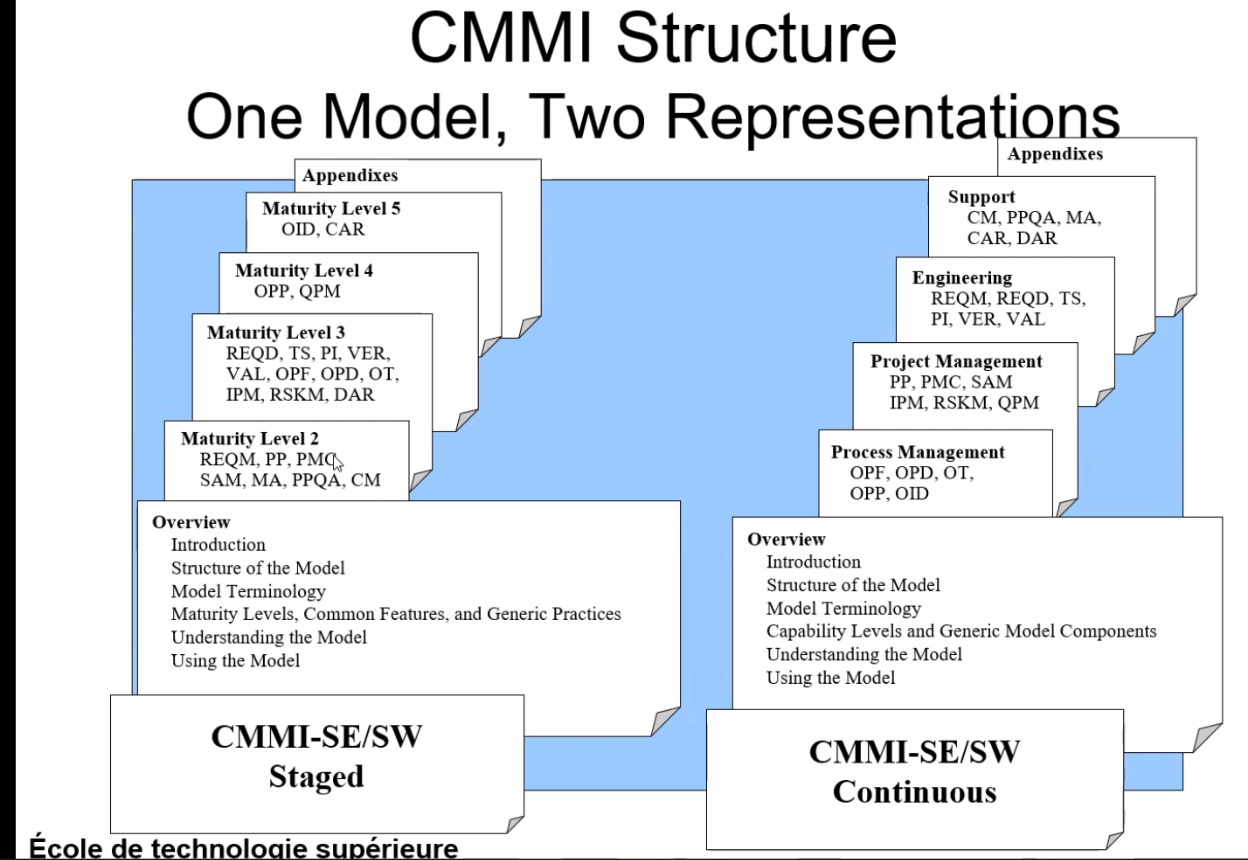 CMMI Structure
One Model, Two Representations
Appendixes
Maturity Level 5
OID, CAR
Maturity Level 4
OPP, QPM
Maturity Level 3
REQD, TS, PI, VER,
VAL, OPF, OPD, OT,
IPM, RSKM, DAR
Maturity Level 2
REQM, PP, PMC,
SAM, MA, PPQA, CM
Overview
Introduction
Structure of the Model
Model Terminology
Maturity Levels, Common Features, and Generic Practices
Understanding the Model
Using the Model
CMMI-SE/SW
Staged
Appendixes
Support
CM, PPQA, MA,
CAR, DAR
Engineering
REQM, REQD, TS,
PI, VER, VAL
Project Management
PP, PMC, SAM
IPM, RSKM, QPM
Process Management
OPF, OPD, OT,
OPP, OID
Overview
Introduction
Structure of the Model
Model Terminology
Capability Levels and Generic Model Components
Understanding the Model
Using the Model
CMMI-SE/SW
Continuous
École de technologie supérieure